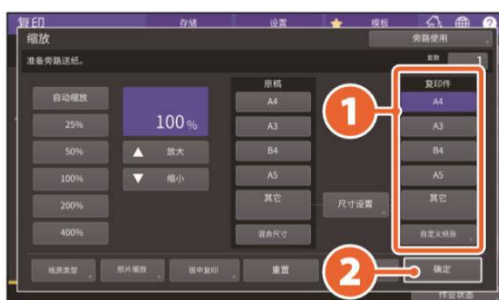 复印 存储 设置 模板
缩放 旁路使用
准备旁路送纸。 页数 1
原稿 复印件
自动缩放 A4 A4
25% 100% A3 A3
50% 放大 B4 B4
100% 缩小 A5 A5
200% 其它 尺寸设置 其它
400% 混合尺寸 自定义纸张
纸质类型 照片缩放 居中复印 重置 确定
作业状态
1
2